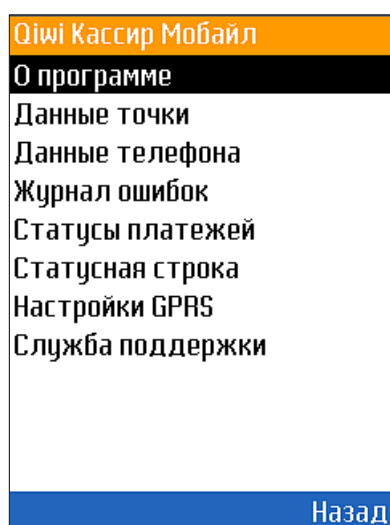 Qiwi Кассир Мобайл
О программе
Данные точки
Данные телефона
Журнал ошибок
Статусы платежей
Статусная строка
Настройки GPRS
Служба поддержки
Назад